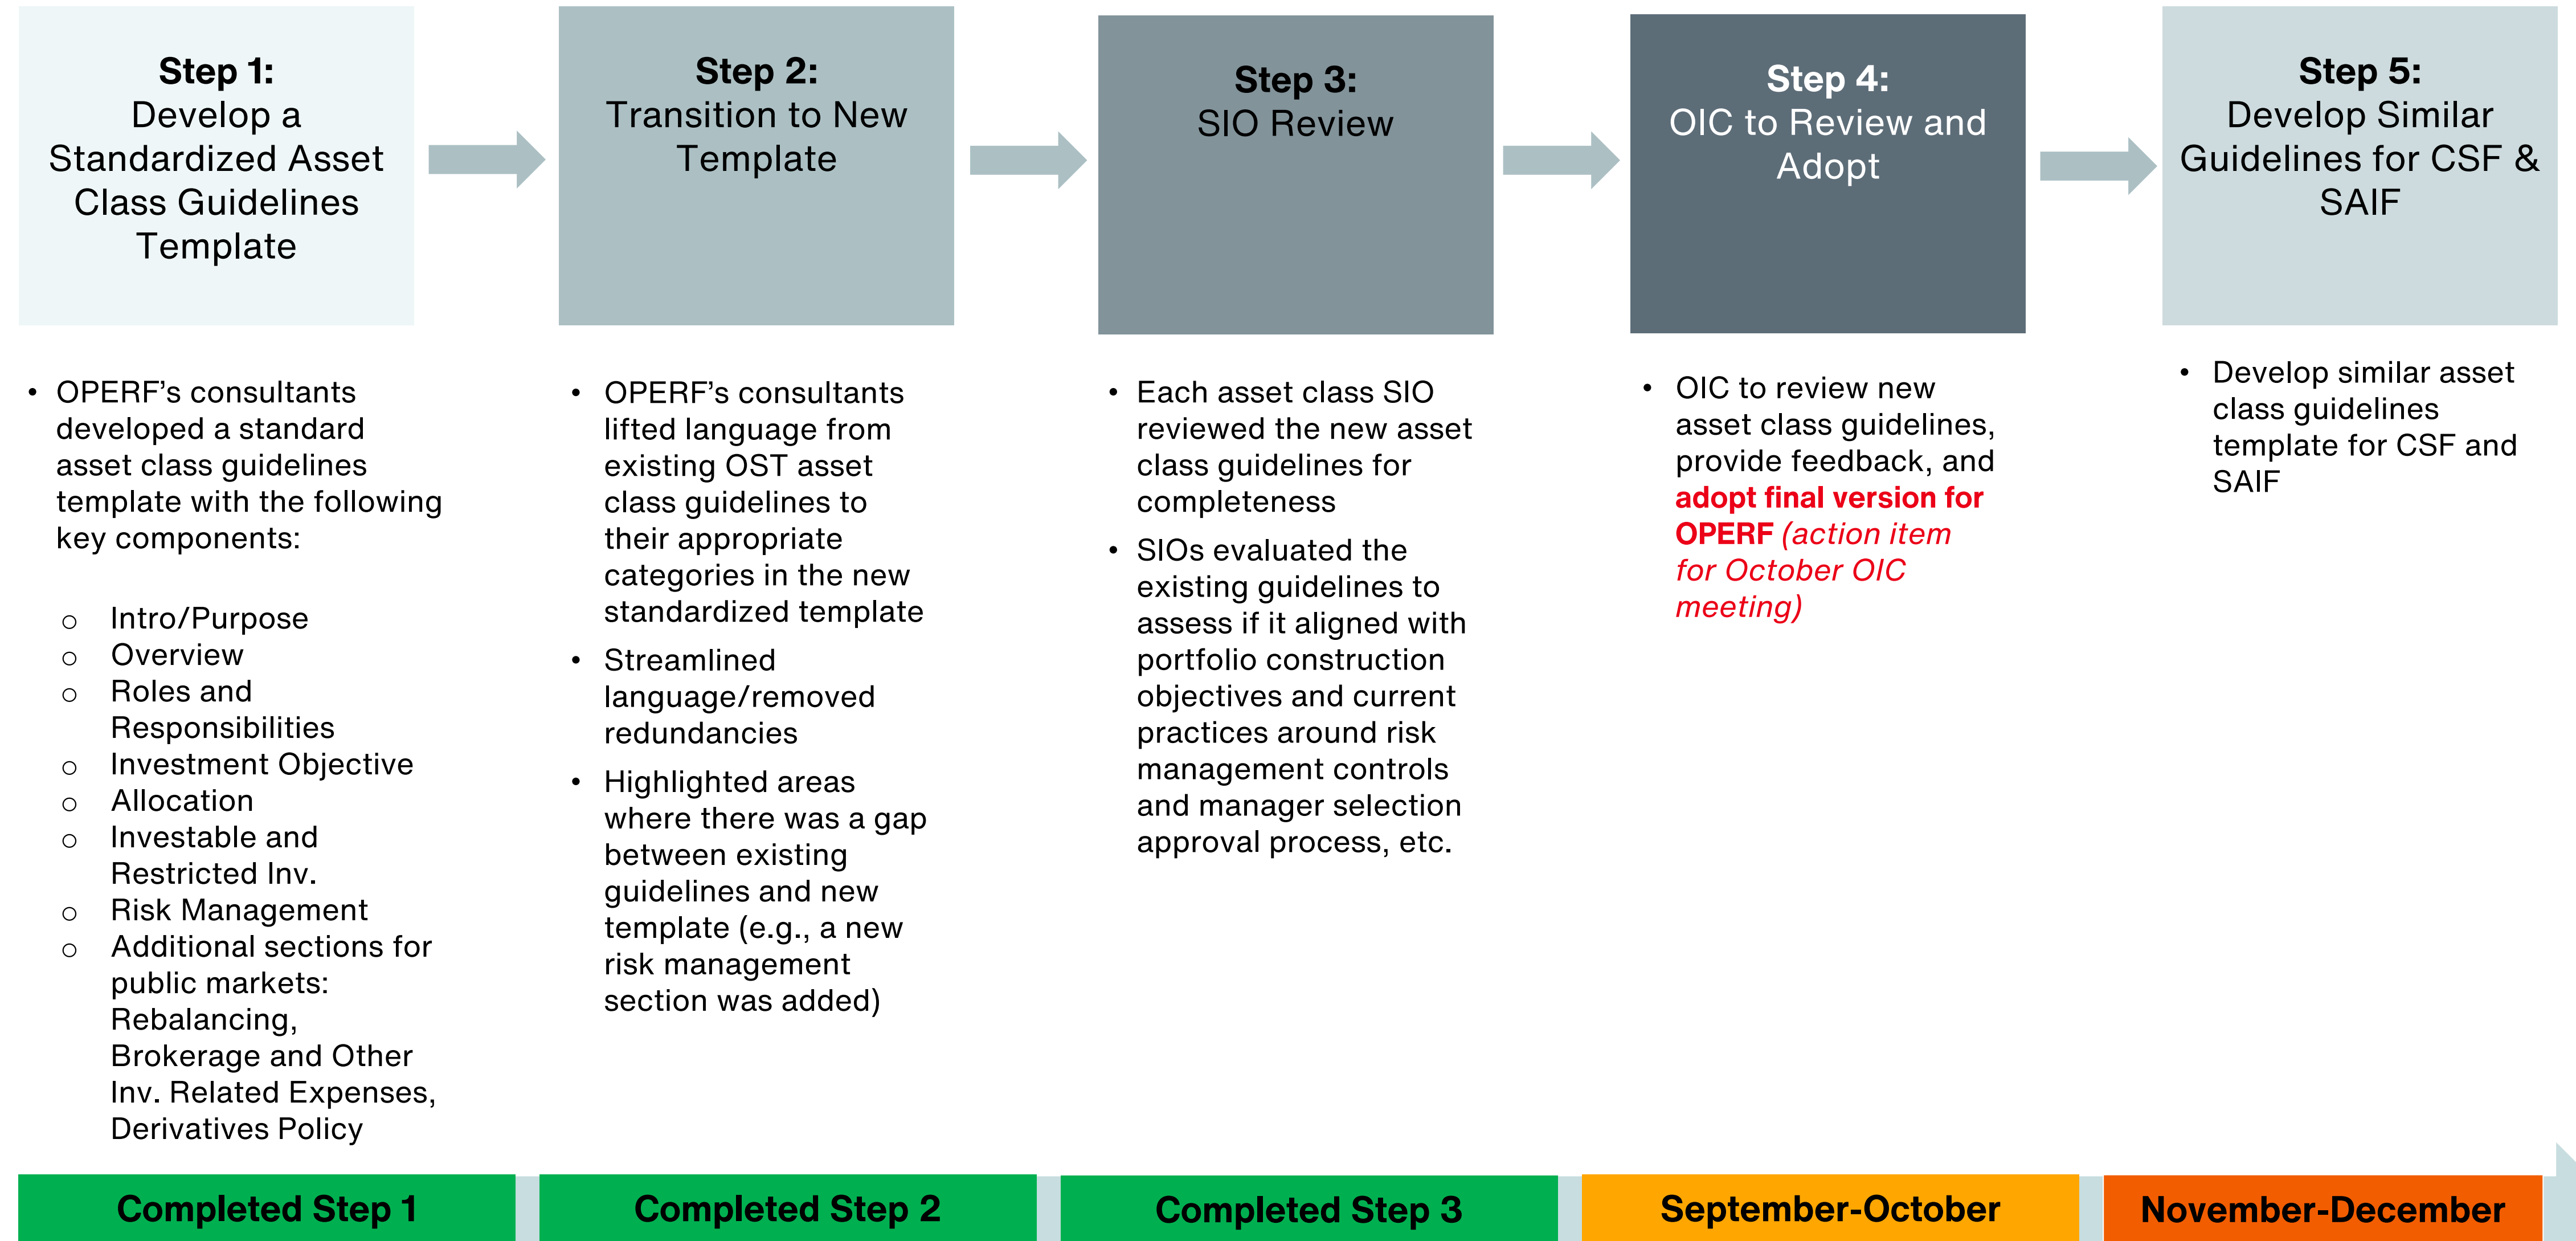 Step 1:
Develop a
Standardized Asset
Class Guidelines
Template
Step 2:
Transition to New
Template
Step 3:
SIO Review
Step 4:
OIC to Review and
Adopt
Step 5:
Develop Similar
Guidelines for CSF &
SAIF
• OPERF’s consultants
developed a standard
asset class guidelines
template with the following
key components:
o Intro/Purpose
o Overview
o Roles and
Responsibilities
o Investment Objective
o Allocation
o Investable and
Restricted Inv.
o Risk Management
o Additional sections for
public markets:
Rebalancing,
Brokerage and Other
Inv. Related Expenses,
Derivatives Policy
• OPERF’s consultants
lifted language from
existing OST asset
class guidelines to
their appropriate
categories in the new
standardized template
• Streamlined
language/removed
redundancies
• Highlighted areas
where there was a gap
between existing
guidelines and new
template (e.g., a new
risk management
section was added)
• Each asset class SIO
reviewed the new asset
class guidelines for
completeness
• SIOs evaluated the
existing guidelines to
assess if it aligned with
portfolio construction
objectives and current
practices around risk
management controls
and manager selection
approval process, etc.
• OIC to review new
asset class guidelines,
provide feedback, and
adopt final version for
OPERF (action item
for October OIC
meeting)
• Develop similar asset
class guidelines
template for CSF and
SAIF
Completed Step 1
Completed Step 2
Completed Step 3
September-October
November-December